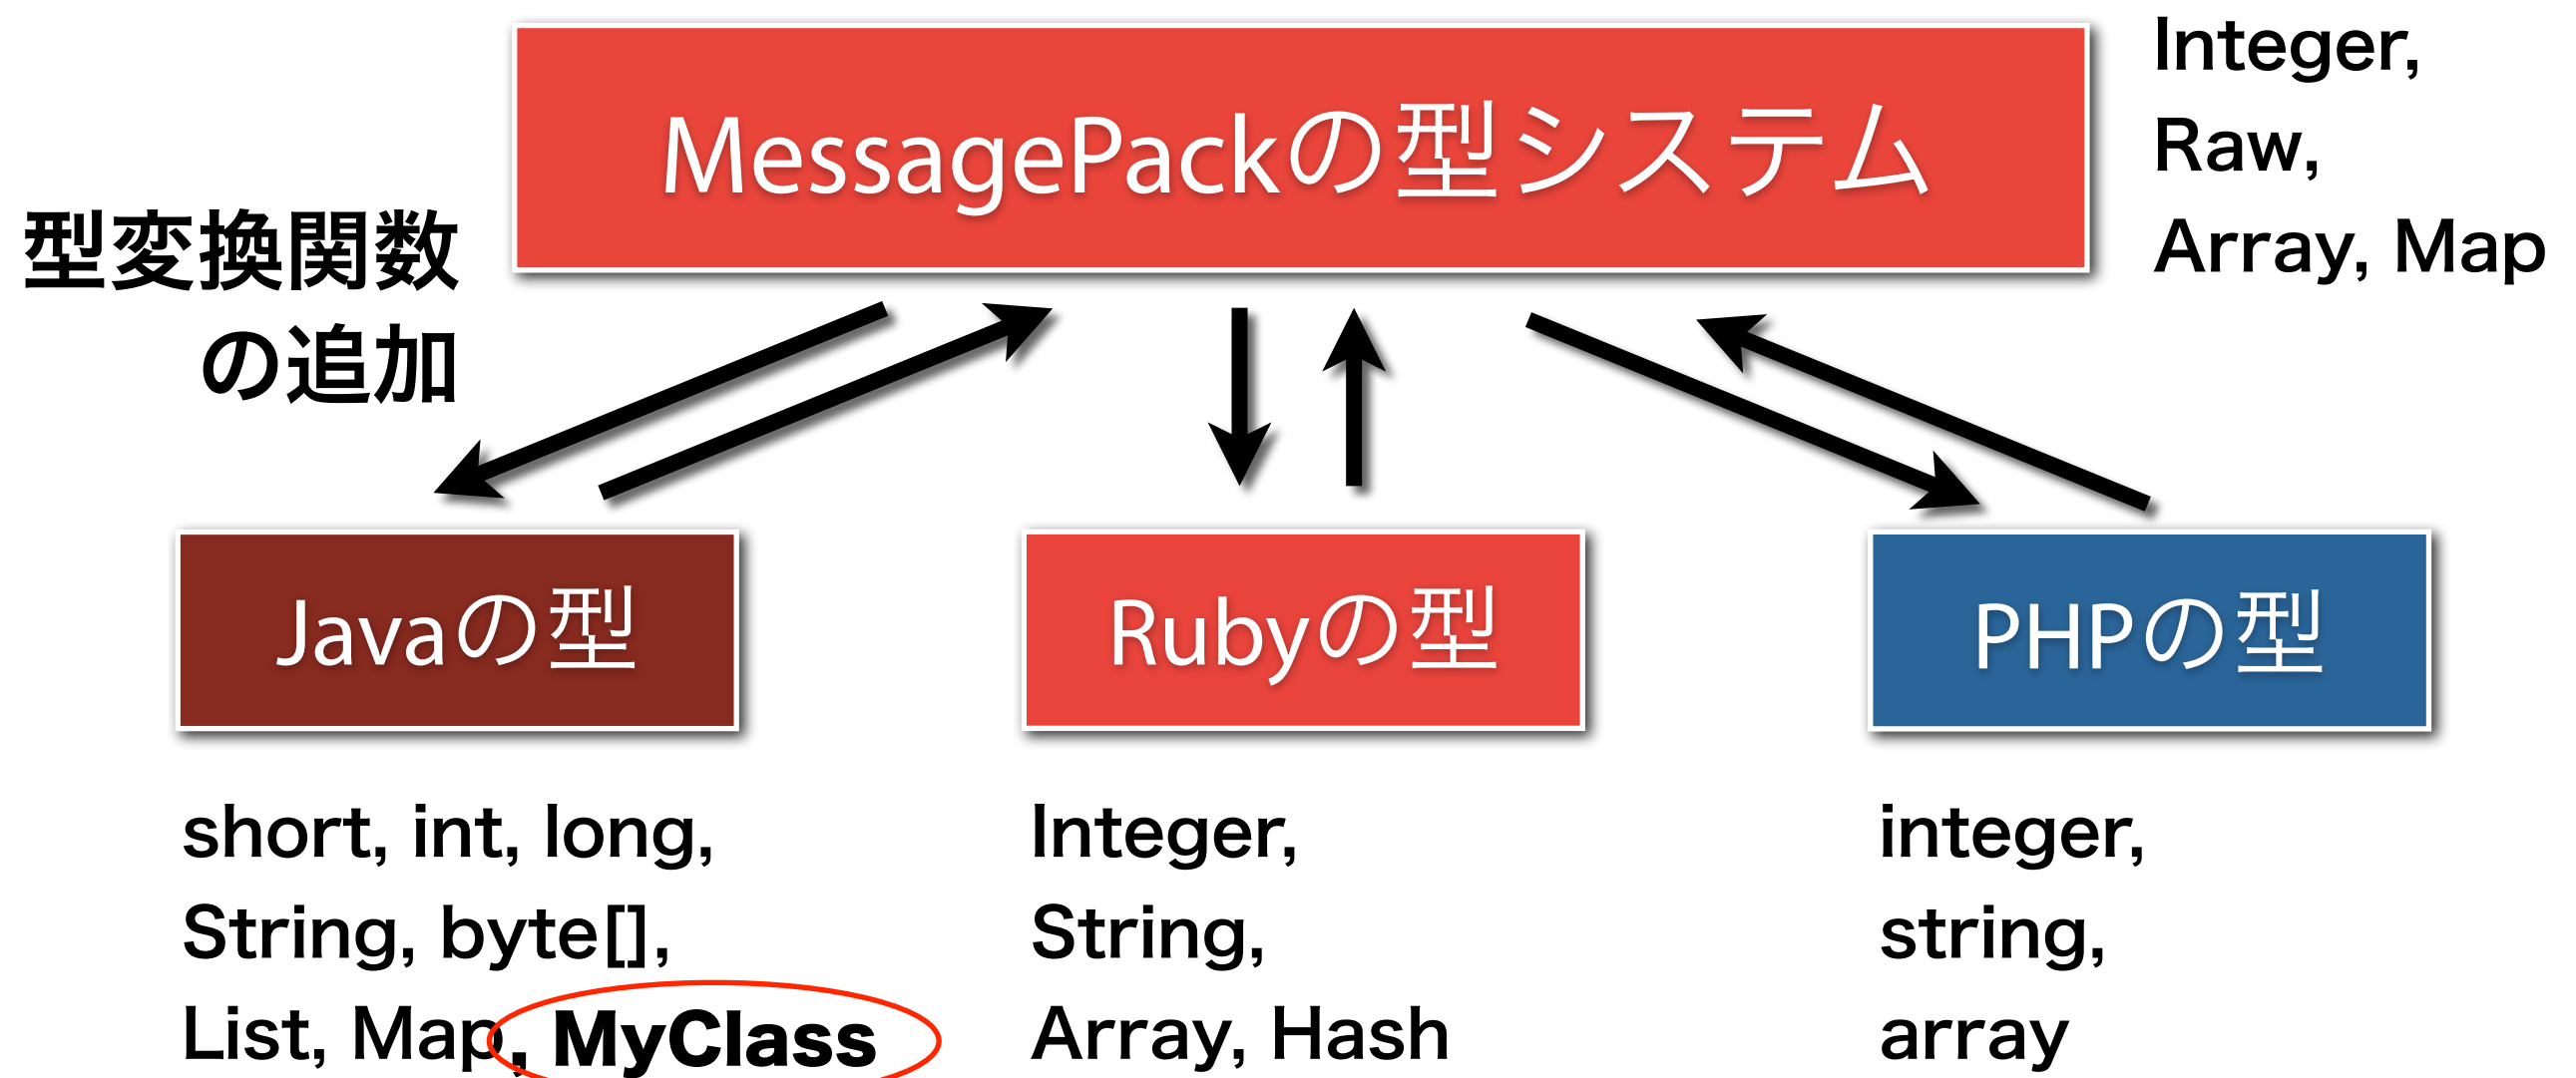 MessagePackの型システム
Integer,
Raw,
Array, Map
型変換関数
の追加
Javaの型
short, int, long,
String, byte[],
List, Map, MyClass
Rubyの型
Integer,
String,
Array, Hash
PHPの型
integer,
string,
array